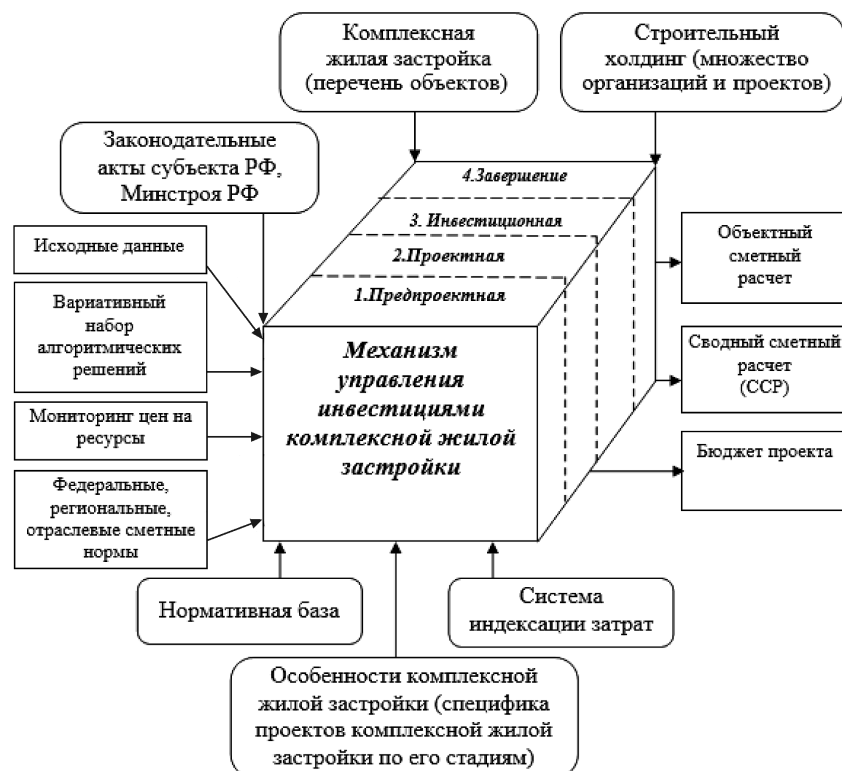 Комплексная
жилая застройка
(перечень объектов)
Строительный
холдинг (множество
организаций и проектов)
Законодательные
акты субъекта РФ,
Минстроя РФ
Исходные данные
Вариативный
набор
алгоритмических
решений
Мониторинг цен на
ресурсы
Федеральные,
региональные,
отраслевые сметные
нормы
4.Завершение
3. Инвестиционная
2.Проектная
1.Предпроектная
Механизм
управления
инвестициями
комплексной жилой
застройки
Объектный
сметный
расчет
Сводный сметный
расчет
(ССР)
Бюджет проекта
Нормативная база
Система
индексации затрат
Особенности комплексной
жилой застройки (специфика
проектов комплексной жилой
застройки по его стадиям)